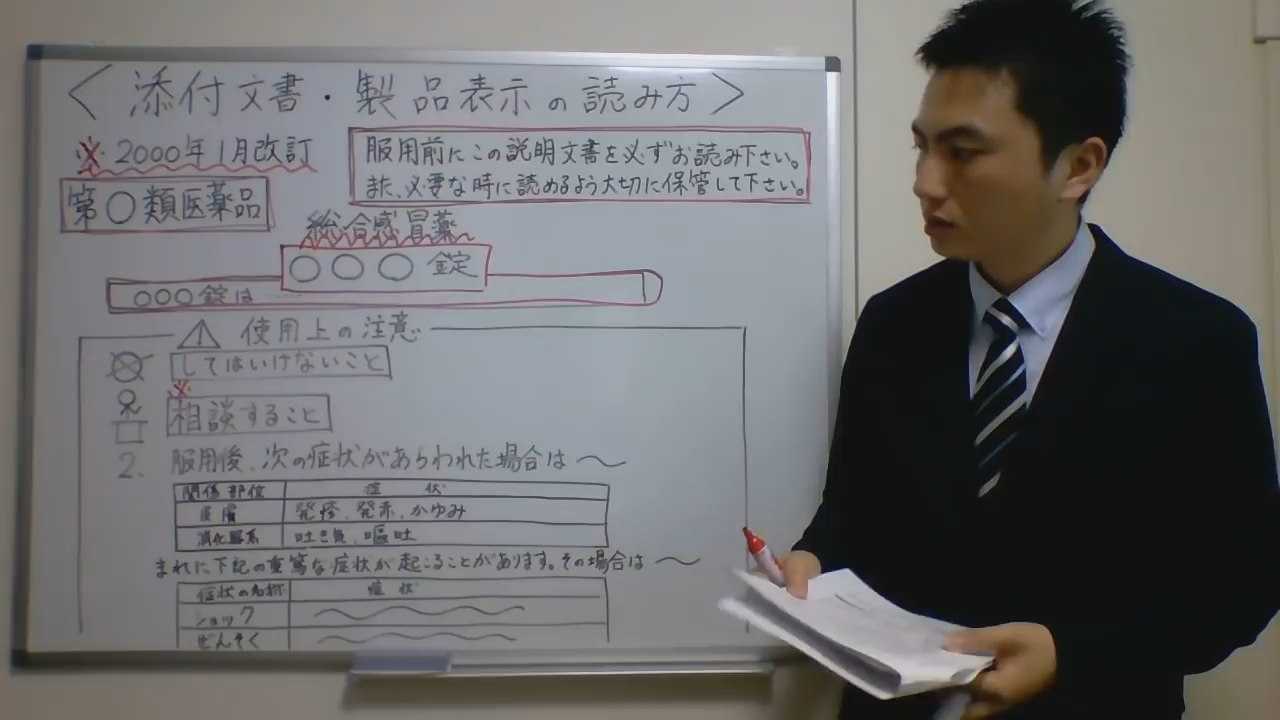 〈添付文書・製品表示の読み方〉
※2000年1月改訂
服用前にこの説明文書を必ずお読み下さい。
また、必要な時に読めるよう大切に保管して下さい。
第○類医薬品
総合感冒薬
○○○錠
○○○錠は……
⚠ 使用上の注意
してはいけないこと
※
相談すること
2. 服用後、次の症状があらわれた場合は〜
関係部位 症状
皮膚 発疹、発赤、かゆみ
消化器系 吐き気、嘔吐
まれに下記の重篤な症状が起こることがあります。その場合は〜
症状の名称 症状
ショック
ぜんそく